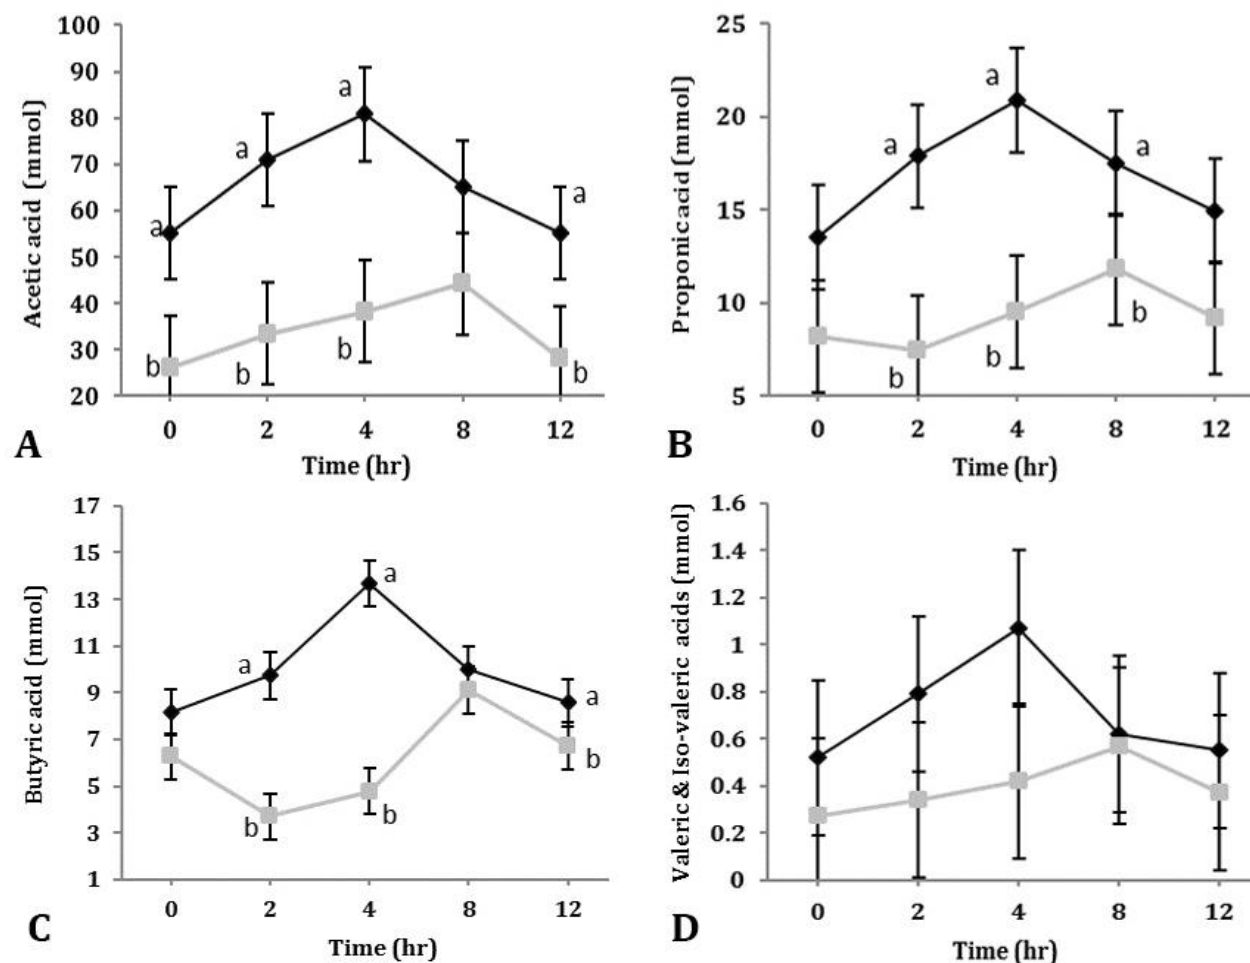 Acetic acid (mmol)
100
90
80
70
60
50
40
30
20
a
a
a
a
b
b
b
b
0 2 4 8 12
A
Time (hr)
Proponic acid (mmol)
25
20
15
10
5
a
a
a
b
b
b
0 2 4 8 12
B
Time (hr)
Butyric acid (mmol)
17
15
13
11
9
7
5
3
1
a
a
a
b
b
b
0 2 4 8 12
C
Time (hr)
Valeric & Iso-valeric acids (mmol)
1.6
1.4
1.2
1
0.8
0.6
0.4
0.2
0
0 2 4 8 12
D
Time (hr)